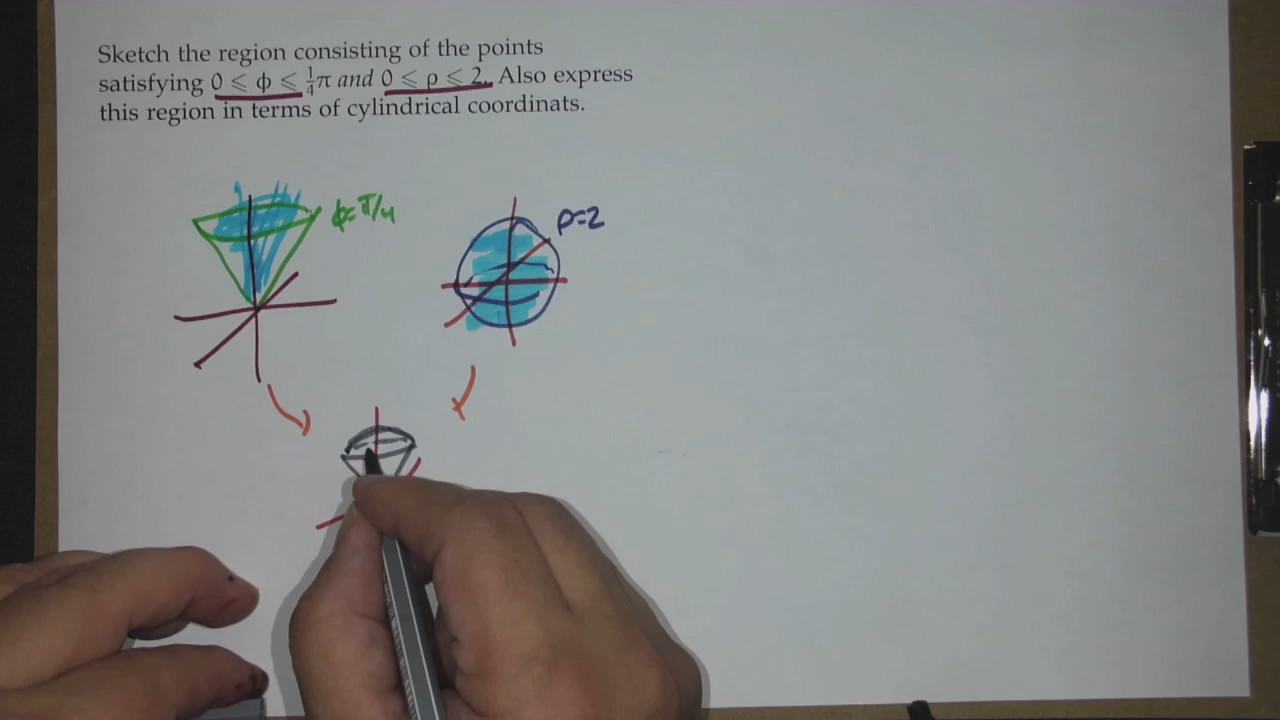 Sketch the region consisting of the points
satisfying 0 ⩽ ϕ ⩽ ¼π and 0 ⩽ ρ ⩽ 2. Also express
this region in terms of cylindrical coordinats.
ϕ=π/4
ρ=2